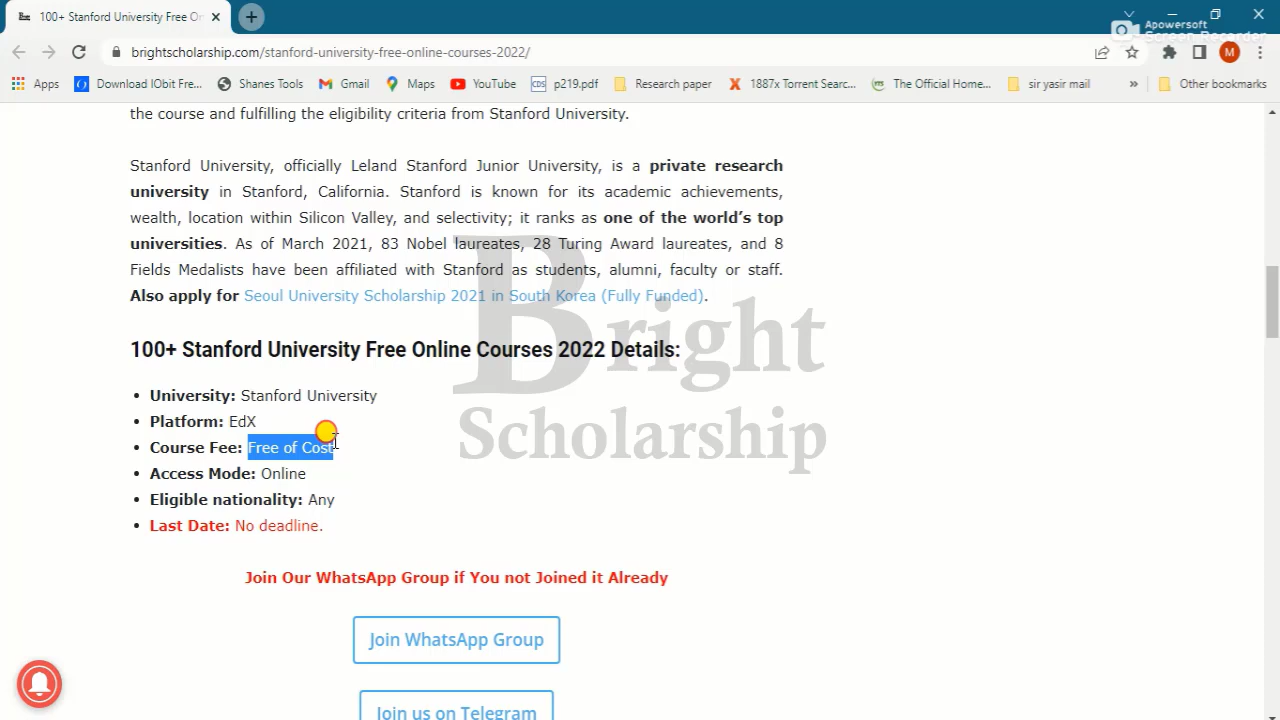 100+ Stanford University Free On
Apowersoft
Screen Recorder
brightscholarship.com/stanford-university-free-online-courses-2022/
M
Apps
Download IObit Free...
Shanes Tools
Gmail
Maps
YouTube
CDS
p219.pdf
Research paper
1887x Torrent Searc...
The Official Home...
sir yasir mail
»
Other bookmarks
the course and fulfilling the eligibility criteria from Stanford University.
Stanford University, officially Leland Stanford Junior University, is a private research
university in Stanford, California. Stanford is known for its academic achievements,
wealth, location within Silicon Valley, and selectivity; it ranks as one of the world's top
universities. As of March 2021, 83 Nobel laureates, 28 Turing Award laureates, and 8
Fields Medalists have been affiliated with Stanford as students, alumni, faculty or staff.
Also apply for Seoul University Scholarship 2021 in South Korea (Fully Funded).
Bright
Scholarship
100+ Stanford University Free Online Courses 2022 Details:
• University: Stanford University
• Platform: EdX
• Course Fee: Free of Cost
• Access Mode: Online
• Eligible nationality: Any
• Last Date: No deadline.
Join Our WhatsApp Group if You not Joined it Already
Join WhatsApp Group
Join us on Telegram